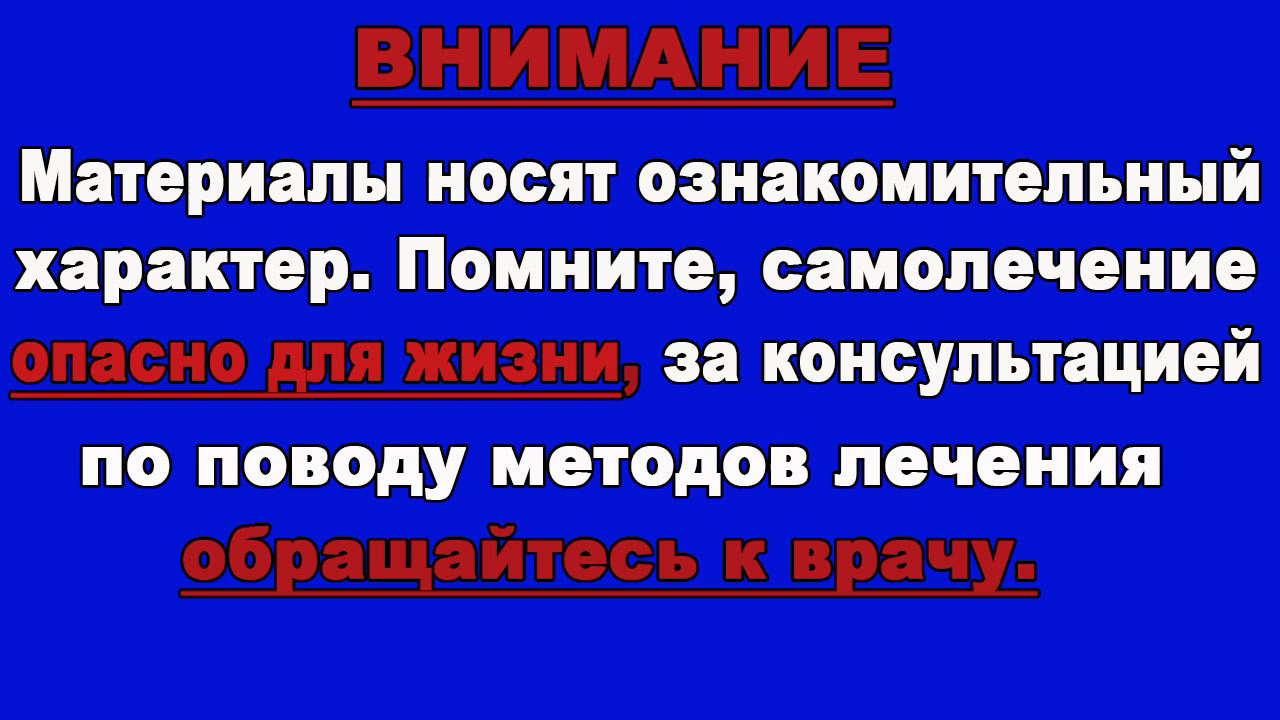 ВНИМАНИЕ
Материалы носят ознакомительный
характер. Помните, самолечение
опасно для жизни, за консультацией
по поводу методов лечения
обращайтесь к врачу.